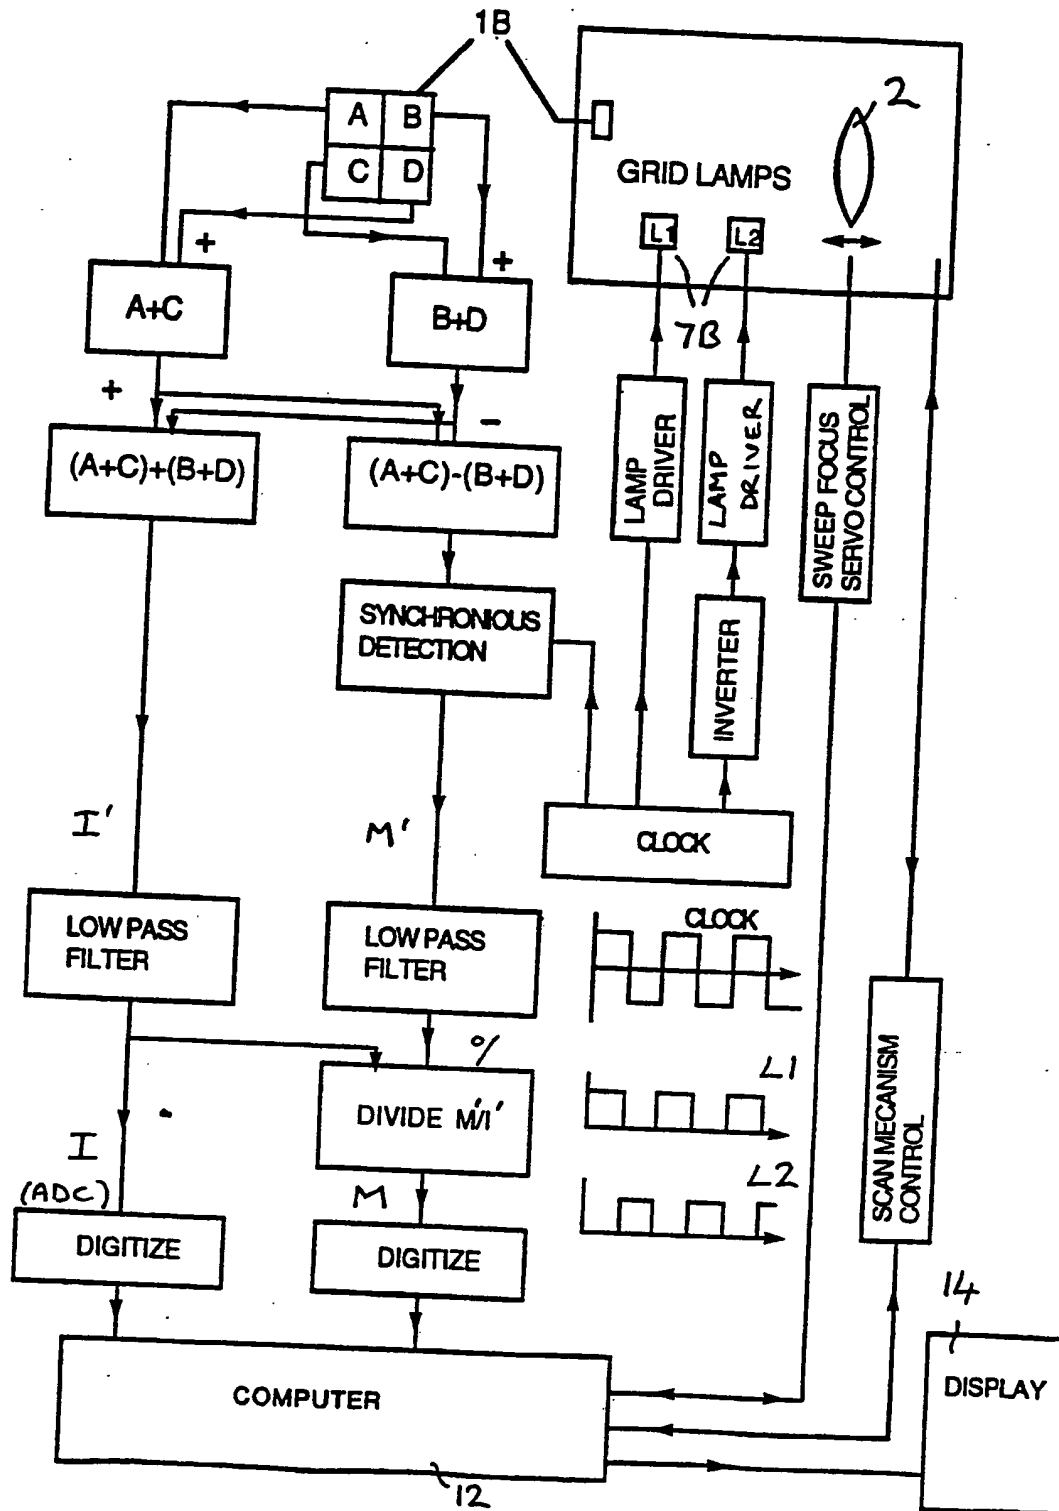 1B
A B
C D
2
GRID LAMPS
L1
L2
+
+
7B
A+C
B+D
+
-
(A+C)+(B+D)
(A+C)-(B+D)
LAMP
DRIVER
LAMP
DRIVER
SWEEP FOCUS
SERVO CONTROL
SYNCHRONIOUS
DETECTION
INVERTER
I'
M'
CLOCK
LOW PASS
FILTER
LOW PASS
FILTER
CLOCK
%
L1
DIVIDE M'/I'
SCAN MECHANISM
CONTROL
I
(ADC)
M
L2
DIGITIZE
DIGITIZE
14
COMPUTER
DISPLAY
12